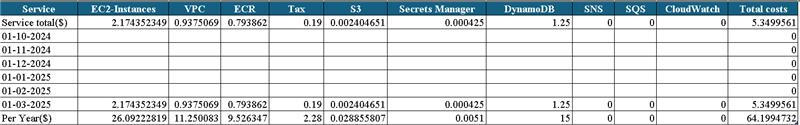 Service EC2-Instances VPC ECR Tax S3 Secrets Manager DynamoDB SNS SQS CloudWatch Total costs
Service total($) 2.174352349 0.9375069 0.793862 0.19 0.002404651 0.000425 1.25 0 0 0 5.3499561
01-10-2024 0
01-11-2024 0
01-12-2024 0
01-01-2025 0
01-02-2025 0
01-03-2025 2.174352349 0.9375069 0.793862 0.19 0.002404651 0.000425 1.25 0 0 0 5.3499561
Per Year($) 26.09222819 11.250083 9.526347 2.28 0.028855807 0.0051 15 0 0 0 64.1994732